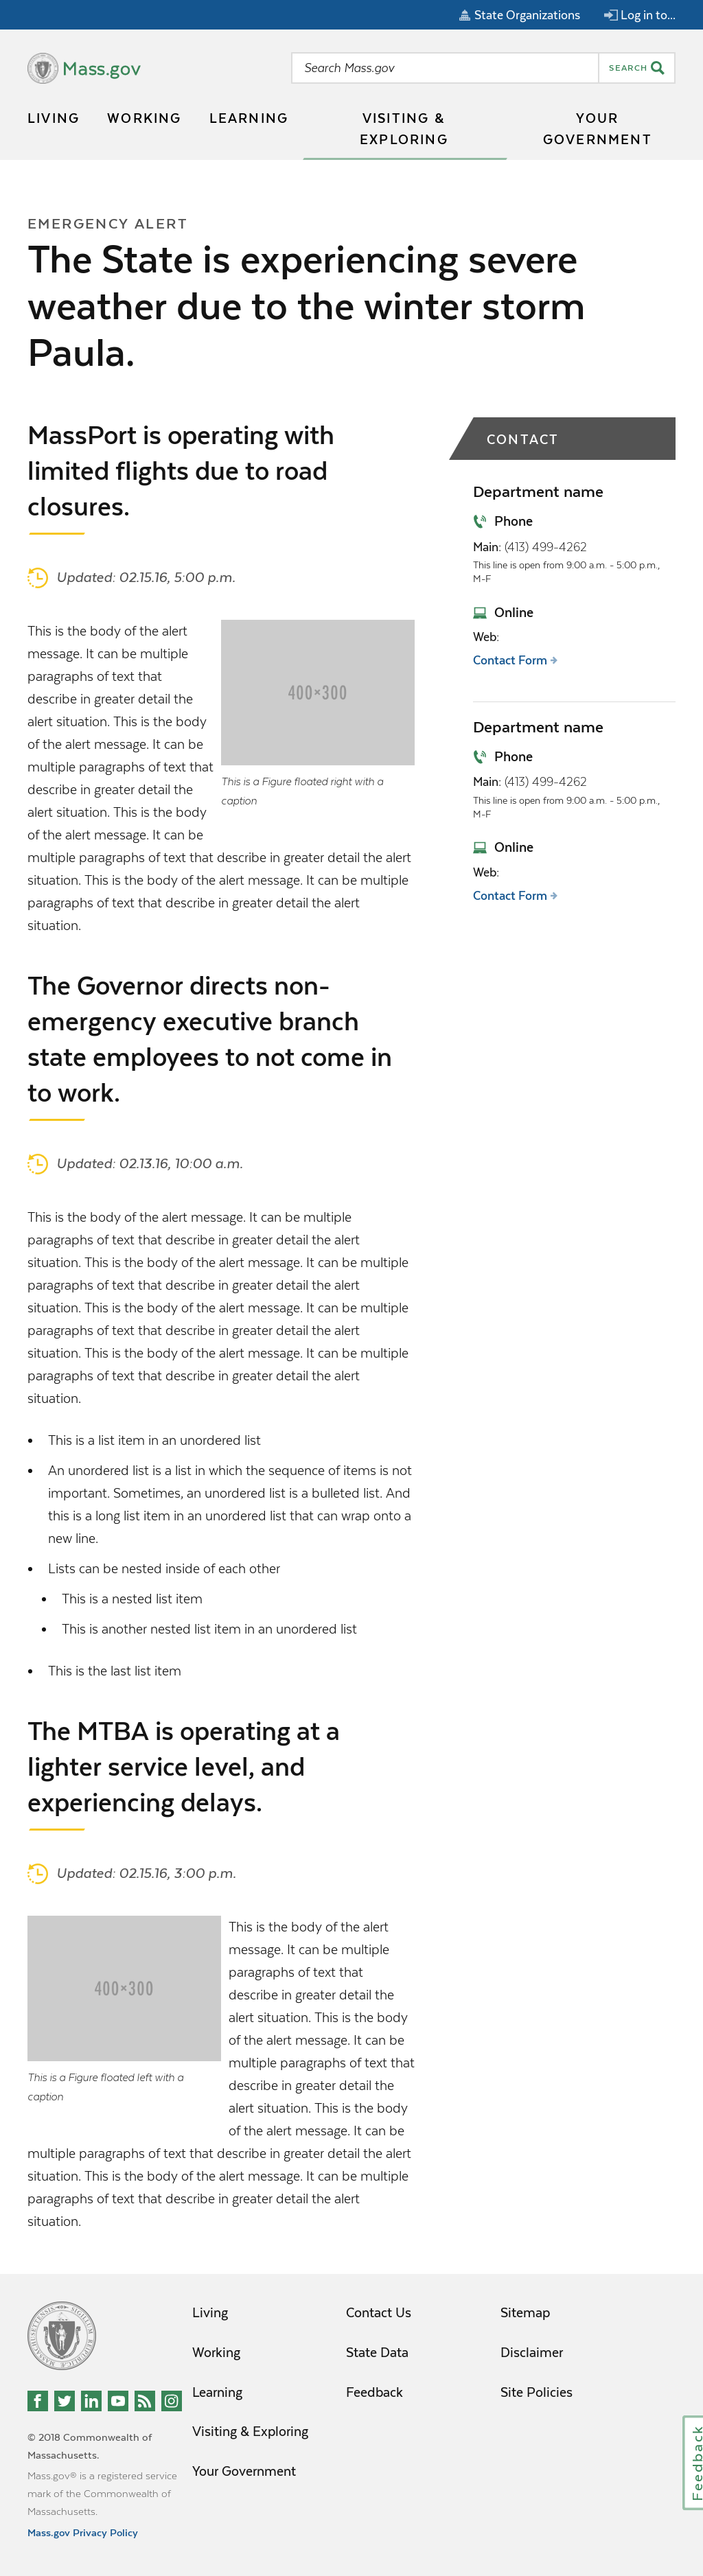 State Organizations
Log in to...
Mass.gov
Search Mass.gov
SEARCH
LIVING
WORKING
LEARNING
VISITING &
EXPLORING
YOUR
GOVERNMENT
EMERGENCY ALERT
The State is experiencing severe
weather due to the winter storm
Paula.
MassPort is operating with
limited flights due to road
closures.
Updated: 02.15.16, 5:00 p.m.
This is the body of the alert
message. It can be multiple
paragraphs of text that
describe in greater detail the
alert situation. This is the body
of the alert message. It can be
multiple paragraphs of text that
describe in greater detail the
alert situation. This is the body
of the alert message. It can be
multiple paragraphs of text that describe in greater detail the alert
situation. This is the body of the alert message. It can be multiple
paragraphs of text that describe in greater detail the alert
situation.
400×300
This is a Figure floated right with a
caption
The Governor directs non-
emergency executive branch
state employees to not come in
to work.
Updated: 02.13.16, 10:00 a.m.
This is the body of the alert message. It can be multiple
paragraphs of text that describe in greater detail the alert
situation. This is the body of the alert message. It can be multiple
paragraphs of text that describe in greater detail the alert
situation. This is the body of the alert message. It can be multiple
paragraphs of text that describe in greater detail the alert
situation. This is the body of the alert message. It can be multiple
paragraphs of text that describe in greater detail the alert
situation.
This is a list item in an unordered list
An unordered list is a list in which the sequence of items is not
important. Sometimes, an unordered list is a bulleted list. And
this is a long list item in an unordered list that can wrap onto a
new line.
Lists can be nested inside of each other
This is a nested list item
This is another nested list item in an unordered list
This is the last list item
The MTBA is operating at a
lighter service level, and
experiencing delays.
Updated: 02.15.16, 3:00 p.m.
400×300
This is a Figure floated left with a
caption
This is the body of the alert
message. It can be multiple
paragraphs of text that
describe in greater detail the
alert situation. This is the body
of the alert message. It can be
multiple paragraphs of text that
describe in greater detail the
alert situation. This is the body
of the alert message. It can be
multiple paragraphs of text that describe in greater detail the alert
situation. This is the body of the alert message. It can be multiple
paragraphs of text that describe in greater detail the alert
situation.
CONTACT
Department name
Phone
Main: (413) 499-4262
This line is open from 9:00 a.m. - 5:00 p.m.,
M-F
Online
Web:
Contact Form
Department name
Phone
Main: (413) 499-4262
This line is open from 9:00 a.m. - 5:00 p.m.,
M-F
Online
Web:
Contact Form
© 2018 Commonwealth of
Massachusetts.
Mass.gov® is a registered service
mark of the Commonwealth of
Massachusetts.
Mass.gov Privacy Policy
Living
Working
Learning
Visiting & Exploring
Your Government
Contact Us
State Data
Feedback
Sitemap
Disclaimer
Site Policies
Feedback